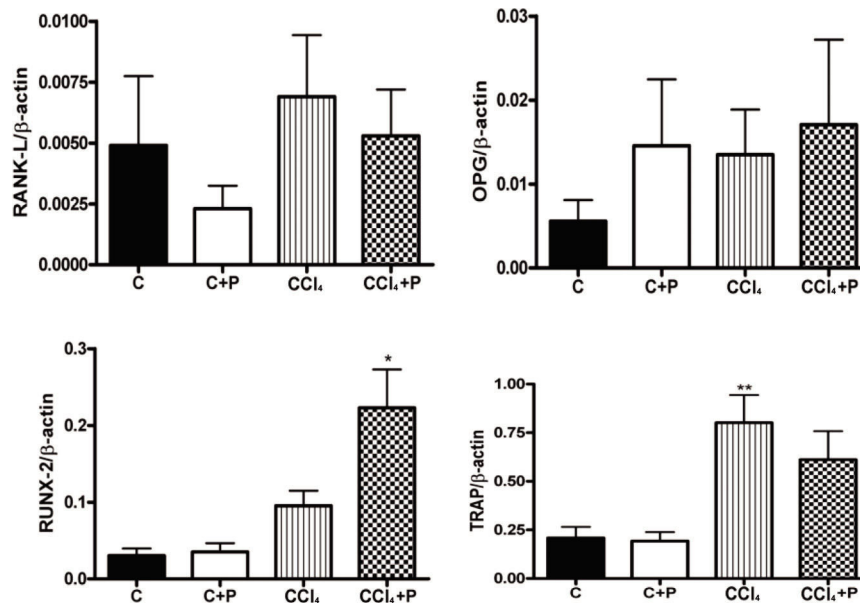 RANK-L/β-actin
0.0100
0.0075
0.0050
0.0025
0.0000
C C+P CCl₄ CCl₄+P
OPG/β-actin
0.03
0.02
0.01
0.00
C C+P CCl₄ CCl₄+P
RUNX-2/β-actin
0.3
0.2
0.1
0.0
*
C C+P CCl₄ CCl₄+P
TRAP/β-actin
1.00
0.75
0.50
0.25
0.00
**
C C+P CCl₄ CCl₄+P